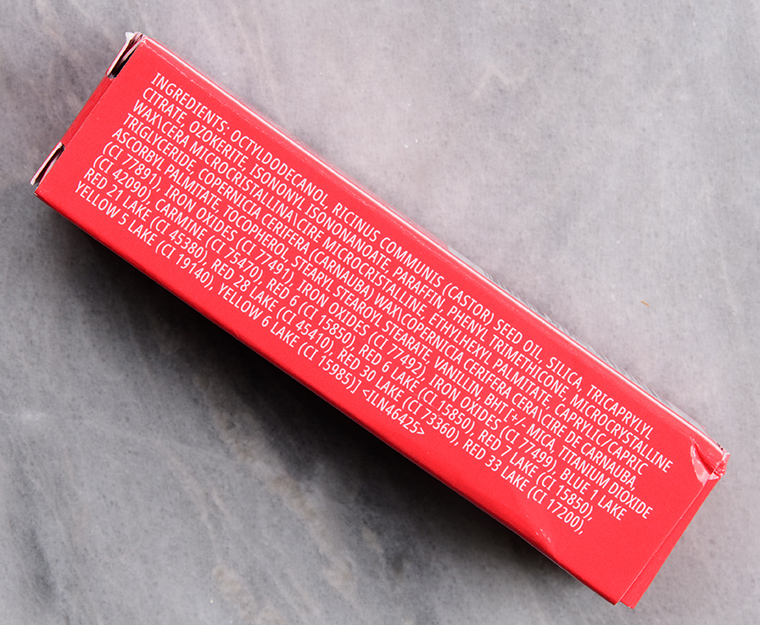 INGREDIENTS: OCTYLDODECANOL, RICINUS COMMUNIS (CASTOR) SEED OIL, SILICA, TRICAPRYLYL
CITRATE, OZOKERITE, ISONONYL ISONONANOATE, PARAFFIN, PHENYL TRIMETHICONE, MICROCRYSTALLINE
WAX\CERA MICROCRISTALLINA\CIRE MICROCRISTALLINE, ETHYLHEXYL PALMITATE, CAPRYLIC/CAPRIC
TRIGLYCERIDE, COPERNICIA CERIFERA (CARNAUBA) WAX\COPERNICIA CERIFERA CERA\CIRE DE CARNAUBA,
ASCORBYL PALMITATE, TOCOPHEROL, STEARYL STEAROYL STEARATE, VANILLIN, BHT [+/- MICA, TITANIUM DIOXIDE
(CI 77891), IRON OXIDES (CI 77491), IRON OXIDES (CI 77492), IRON OXIDES (CI 77499), BLUE 1 LAKE
(CI 42090), CARMINE (CI 75470), RED 6 (CI 15850), RED 6 LAKE (CI 15850), RED 7 LAKE (CI 15850),
RED 21 LAKE (CI 45380), RED 28 LAKE (CI 45410), RED 30 LAKE (CI 73360), RED 33 LAKE (CI 17200),
YELLOW 5 LAKE (CI 19140), YELLOW 6 LAKE (CI 15985)] <ILN46425>